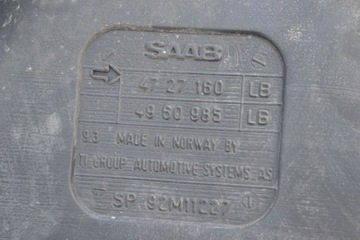 SAAB
47 27 160 LB
49 60 985 LB
93 MADE IN NORWAY BY
TI GROUP AUTOMOTIVE SYSTEMS AS
SP 92M11227